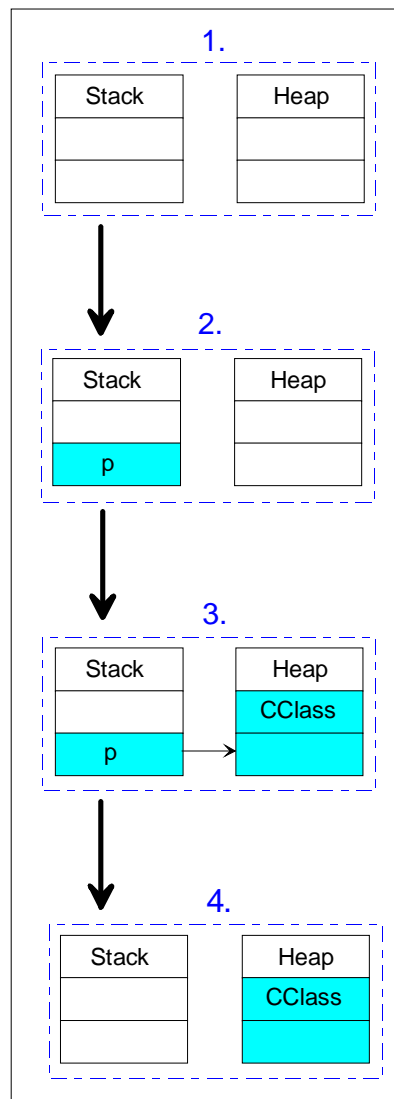 1.
Stack Heap
2.
Stack Heap
p
3.
Stack Heap
CClass
p
4.
Stack Heap
CClass